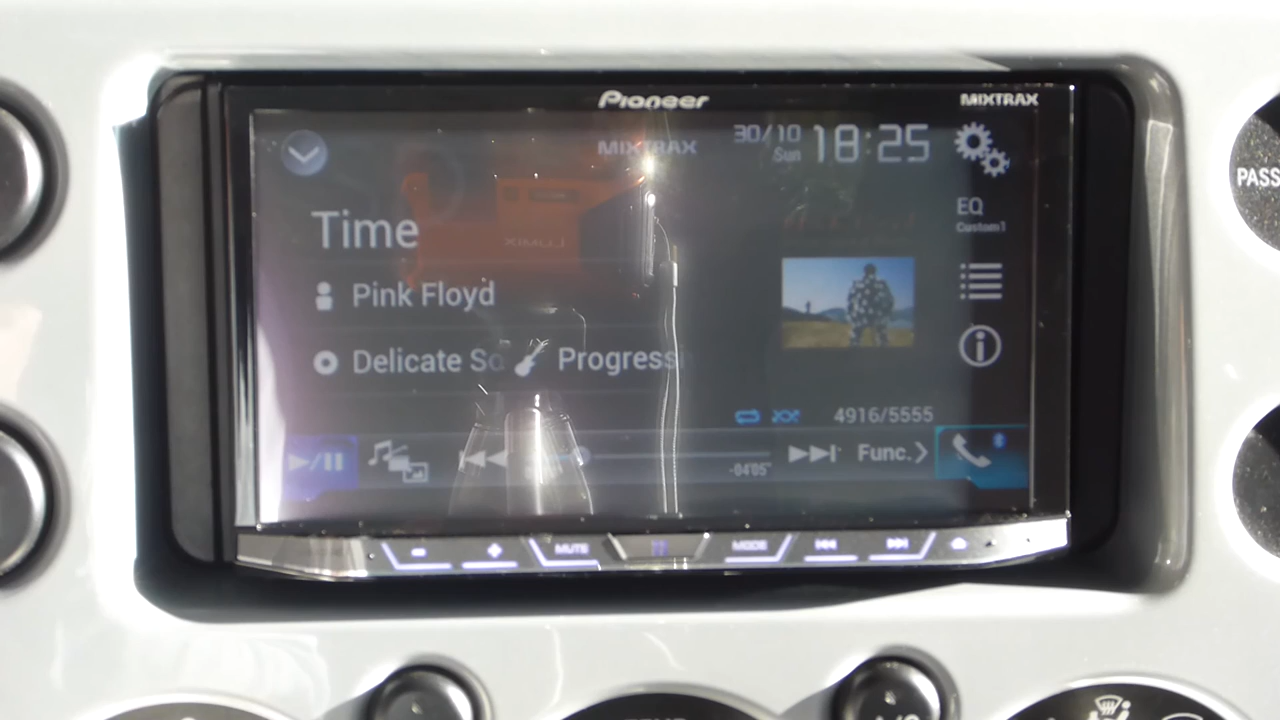 Pioneer
MIXTRAX
MIXTRAX
30/10
Sun
18:25
EQ
Custom1
Time
LUMIX
Pink Floyd
Delicate So
Progress
4916/5555
-04'05"
Func.
MUTE
MODE
PASS